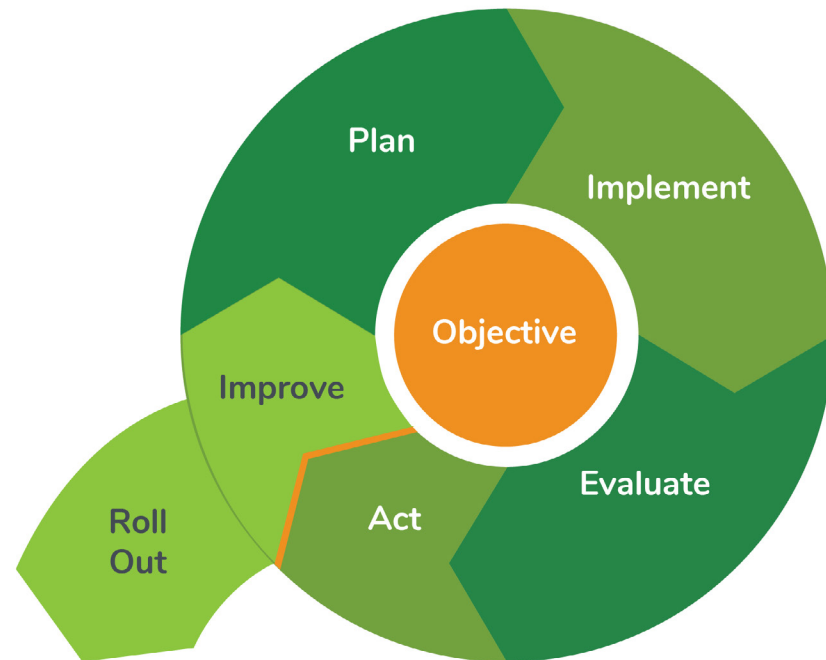 Plan
Implement
Objective
Improve
Evaluate
Act
Roll
Out